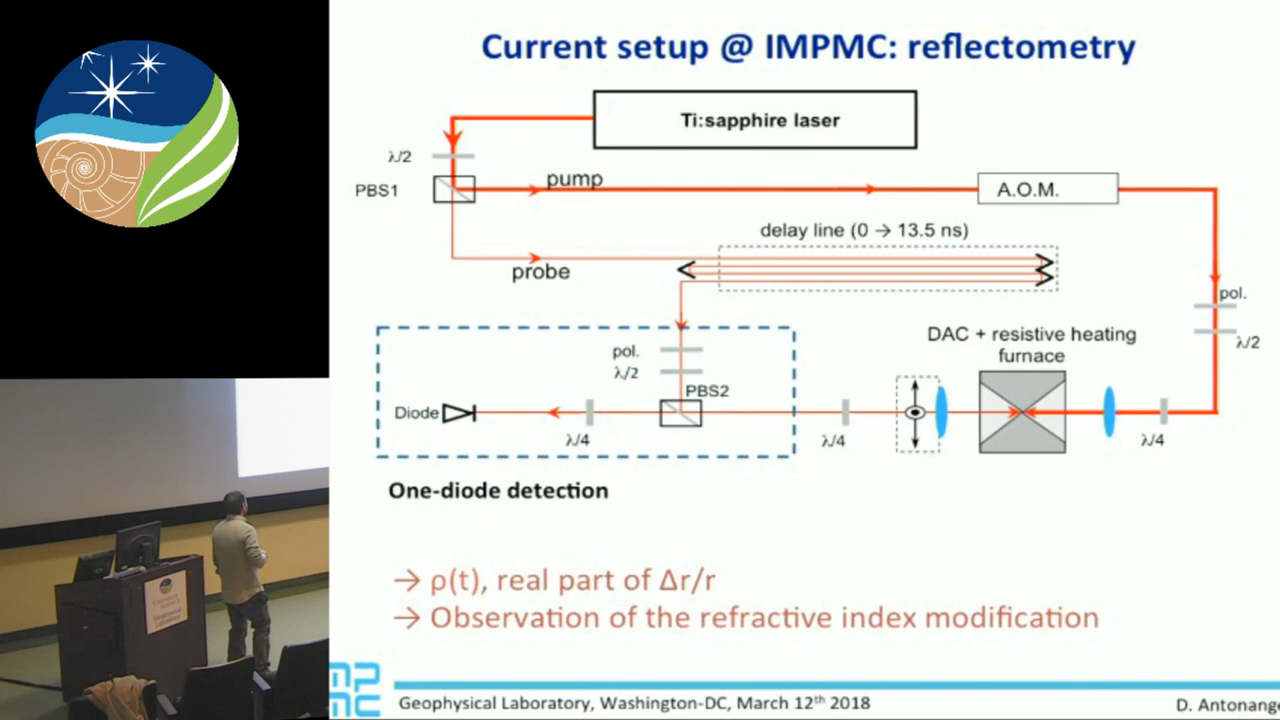 Current setup @ IMPMC: reflectometry
Ti:sapphire laser
λ/2
PBS1
pump
A.O.M.
delay line (0 → 13.5 ns)
probe
pol.
λ/2
DAC + resistive heating
furnace
pol.
λ/2
PBS2
Diode
λ/4
λ/4
λ/4
One-diode detection
→ ρ(t), real part of Δr/r
→ Observation of the refractive index modification
Geophysical Laboratory, Washington-DC, March 12th 2018
D. Antonange